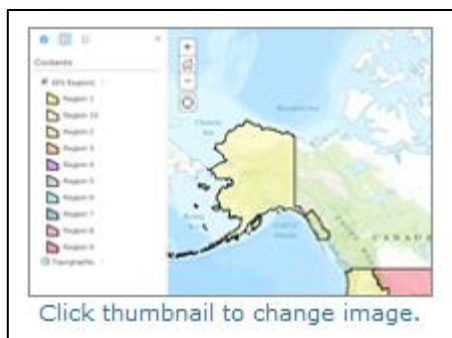 Contents
EPA Regions
Region 1
Region 10
Region 2
Region 3
Region 4
Region 5
Region 6
Region 7
Region 8
Region 9
Topographic
CANADA
Click thumbnail to change image.